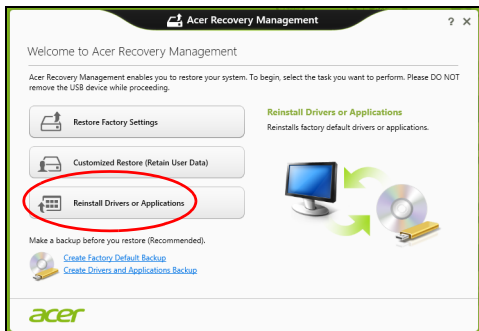 Acer Recovery Management
? X
Welcome to Acer Recovery Management
Acer Recovery Management enables you to restore your system. To begin, select the task you want to perform. Please DO NOT
remove the USB device while proceeding.
Restore Factory Settings
Customized Restore (Retain User Data)
Reinstall Drivers or Applications
Reinstall Drivers or Applications
Reinstalls factory default drivers or applications.
Make a backup before you restore (Recommended).
Create Factory Default Backup
Create Drivers and Applications Backup
acer